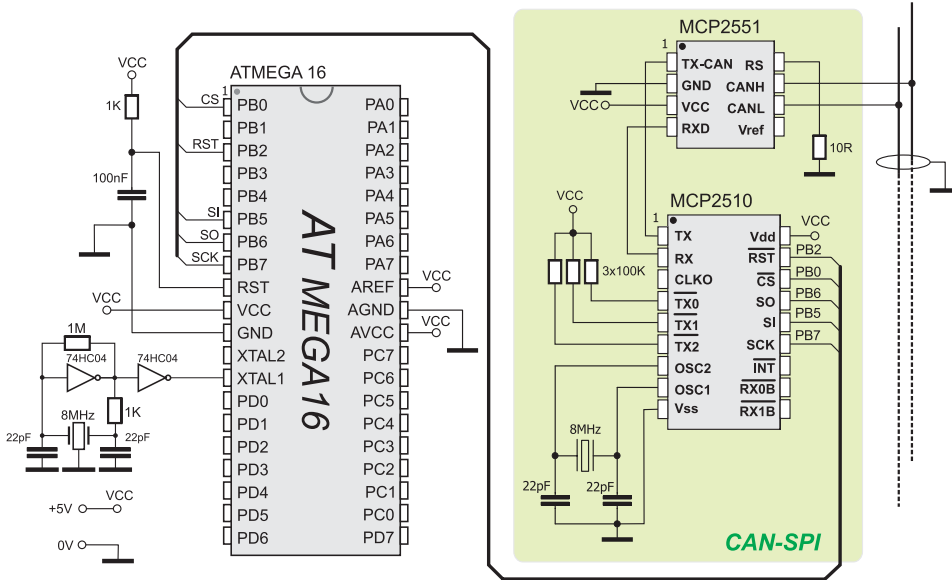 VCC
1K
100nF
VCC
1M
74HC04
74HC04
1K
8MHz
22pF
22pF
+5V
VCC
0V
ATMEGA 16
1
CS
RST
SI
SO
SCK
PB0
PB1
PB2
PB3
PB4
PB5
PB6
PB7
RST
VCC
GND
XTAL2
XTAL1
PD0
PD1
PD2
PD3
PD4
PD5
PD6
AT MEGA16
PA0
PA1
PA2
PA3
PA4
PA5
PA6
PA7
AREF
AGND
AVCC
PC7
PC6
PC5
PC4
PC3
PC2
PC1
PC0
PD7
VCC
VCC
MCP2551
1
TX-CAN
GND
VCC
RXD
RS
CANH
CANL
Vref
VCC
10R
VCC
3x100K
MCP2510
1
TX
RX
CLKO
TX0
TX1
TX2
OSC2
OSC1
Vss
Vdd
RST
CS
SO
SI
SCK
INT
RX0B
RX1B
VCC
PB2
PB0
PB6
PB5
PB7
8MHz
22pF
22pF
CAN-SPI